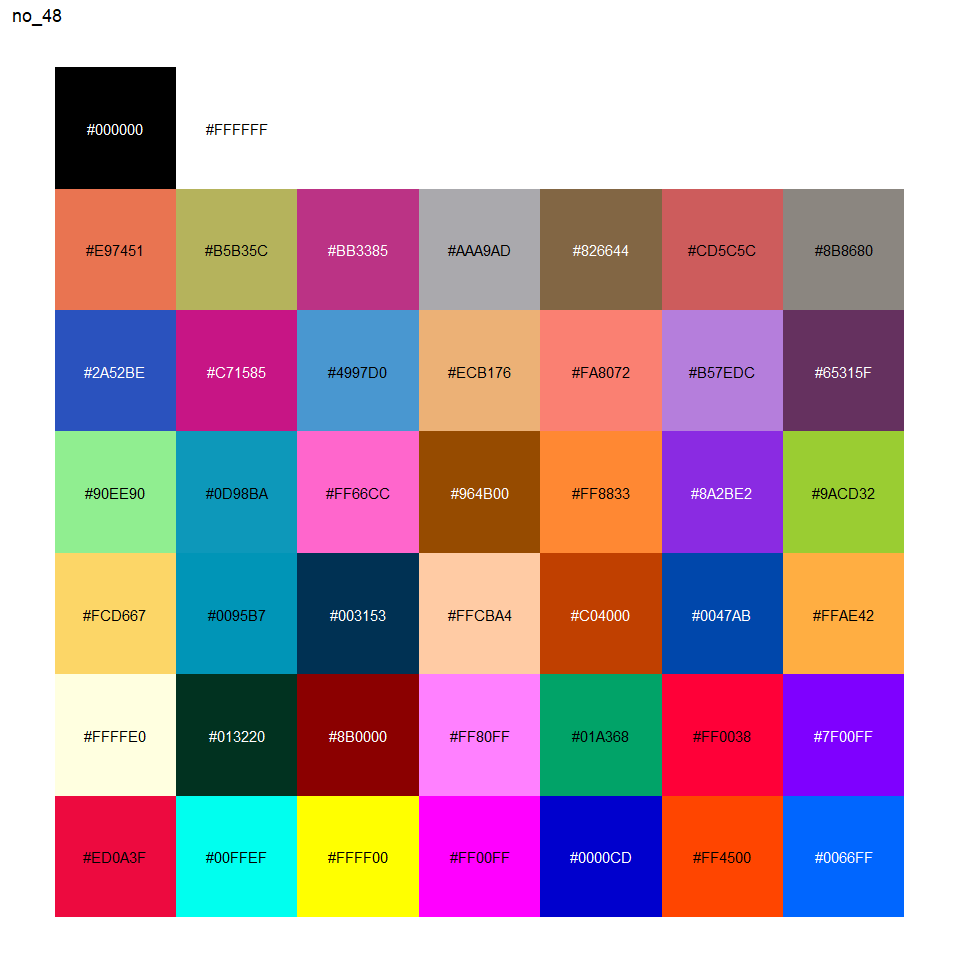 no_48
#000000 #FFFFFF
#E97451 #B5B35C #BB3385 #AAA9AD #826644 #CD5C5C #8B8680
#2A52BE #C71585 #4997D0 #ECB176 #FA8072 #B57EDC #65315F
#90EE90 #0D98BA #FF66CC #964B00 #FF8833 #8A2BE2 #9ACD32
#FCD667 #0095B7 #003153 #FFCBA4 #C04000 #0047AB #FFAE42
#FFFFE0 #013220 #8B0000 #FF80FF #01A368 #FF0038 #7F00FF
#ED0A3F #00FFEF #FFFF00 #FF00FF #0000CD #FF4500 #0066FF